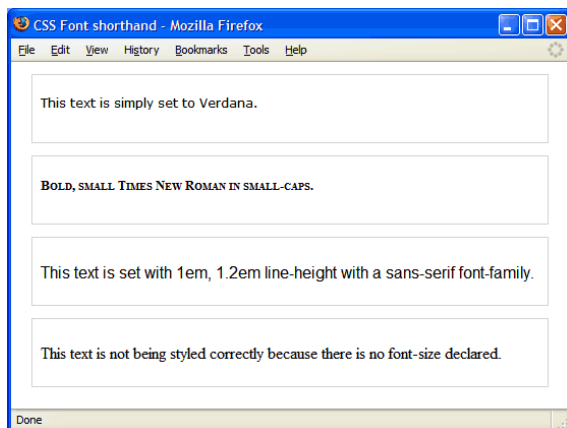 CSS Font shorthand - Mozilla Firefox
File Edit View History Bookmarks Tools Help
This text is simply set to Verdana.
Bold, small Times New Roman in small-caps.
This text is set with 1em, 1.2em line-height with a sans-serif font-family.
This text is not being styled correctly because there is no font-size declared.
Done